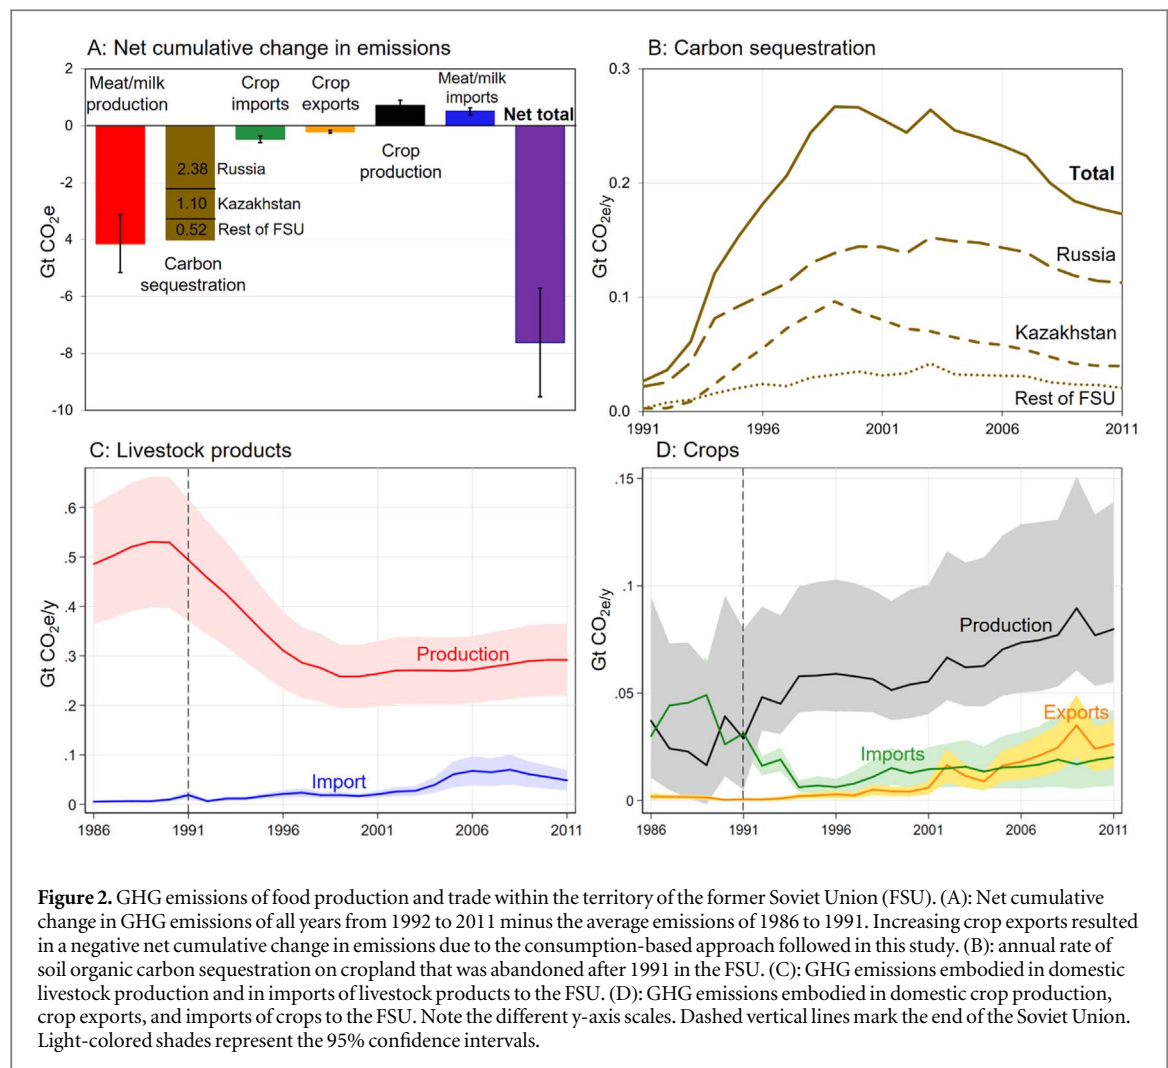 A: Net cumulative change in emissions
2
0
-2
4
-6
-8
-10
Gt CO2e
Meat/milk
production
Crop
imports
Crop
exports
Meat/milk
imports
Net total
Crop
production
2.38 Russia
1.10 Kazakhstan
0.52 Rest of FSU
Carbon
sequestration
B: Carbon sequestration
0.3
0.2
0.1
0.0
Gt CO2e/y
Total
Russia
Kazakhstan
Rest of FSU
1991 1996 2001 2006 2011
C: Livestock products
.6
.5
4
.3
.2
.1
0
Gt CO2e/y
Production
Import
1986 1991 1996 2001 2006 2011
D: Crops
.15
.1
.05
0
Gt CO2e/y
Production
Exports
Imports
1986 1991 1996 2001 2006 2011
Figure 2. GHG emissions of food production and trade within the territory of the former Soviet Union (FSU). (A): Net cumulative
change in GHG emissions of all years from 1992 to 2011 minus the average emissions of 1986 to 1991. Increasing crop exports resulted
in a negative net cumulative change in emissions due to the consumption-based approach followed in this study. (B): annual rate of
soil organic carbon sequestration on cropland that was abandoned after 1991 in the FSU. (C): GHG emissions embodied in domestic
livestock production and in imports of livestock products to the FSU. (D): GHG emissions embodied in domestic crop production,
crop exports, and imports of crops to the FSU. Note the different y-axis scales. Dashed vertical lines mark the end of the Soviet Union.
Light-colored shades represent the 95% confidence intervals.